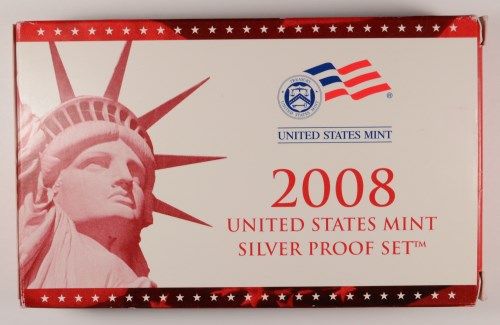 UNITED STATES MINT
2008
UNITED STATES MINT
SILVER PROOF SET™